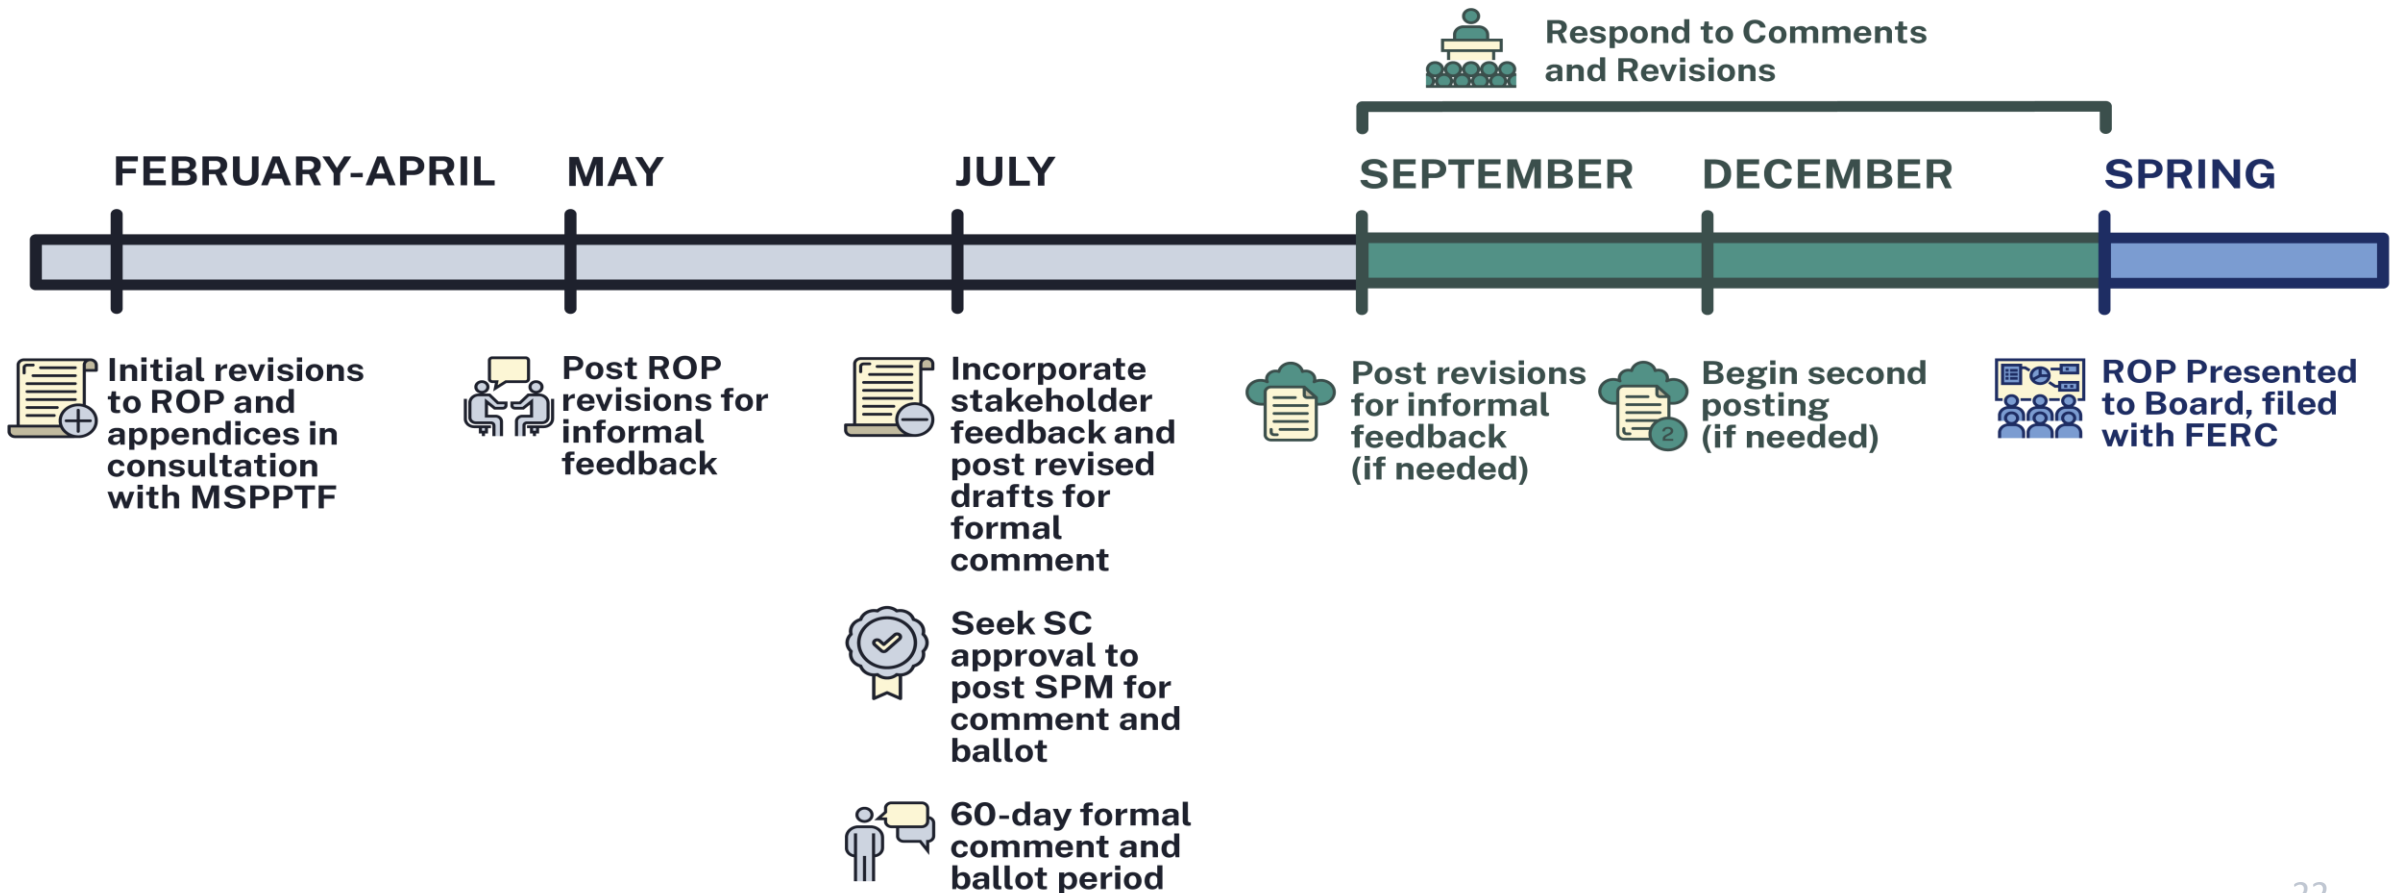 Respond to Comments
and Revisions
FEBRUARY-APRIL
MAY
JULY
SEPTEMBER
DECEMBER
SPRING
Initial revisions
to ROP and
appendices in
consultation
with MSPPTF
Post ROP
revisions for
informal
feedback
Incorporate
stakeholder
feedback and
post revised
drafts for
formal
comment
Seek SC
approval to
post SPM for
comment and
ballot
60-day formal
comment and
ballot period
Post revisions
for informal
feedback
(if needed)
2
Begin second
posting
(if needed)
ROP Presented
to Board, filed
with FERC